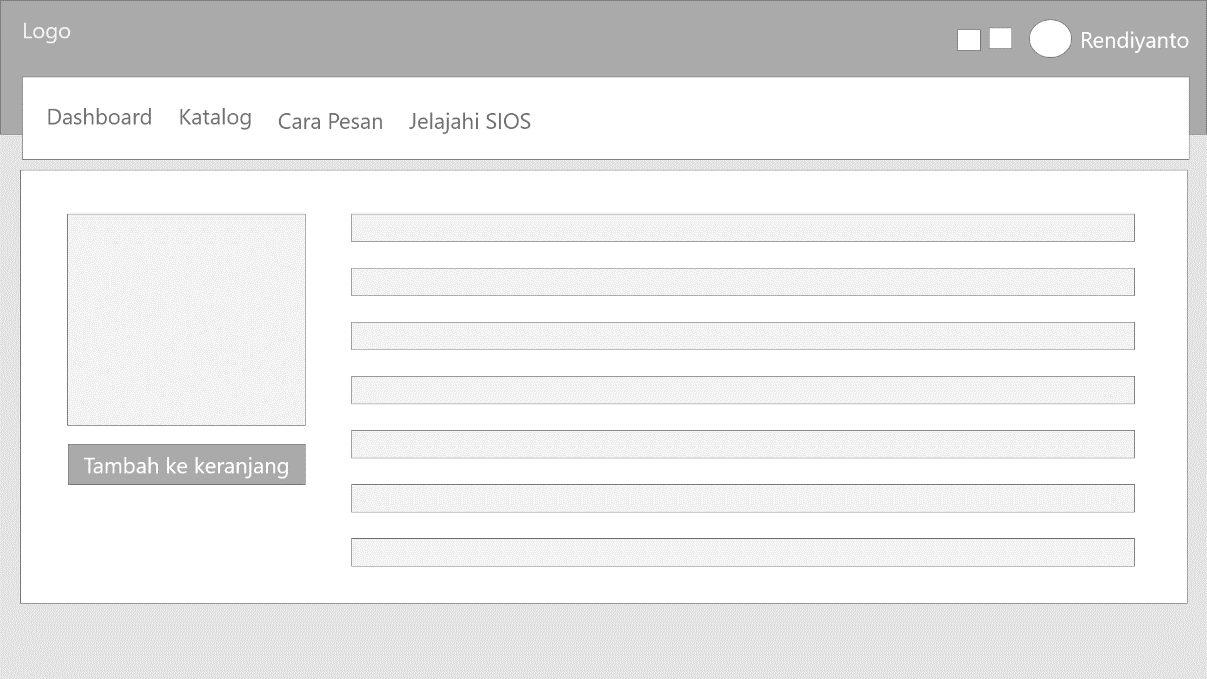 Logo
Rendiyanto
Dashboard Katalog Cara Pesan Jelajahi SIOS
Tambah ke keranjang